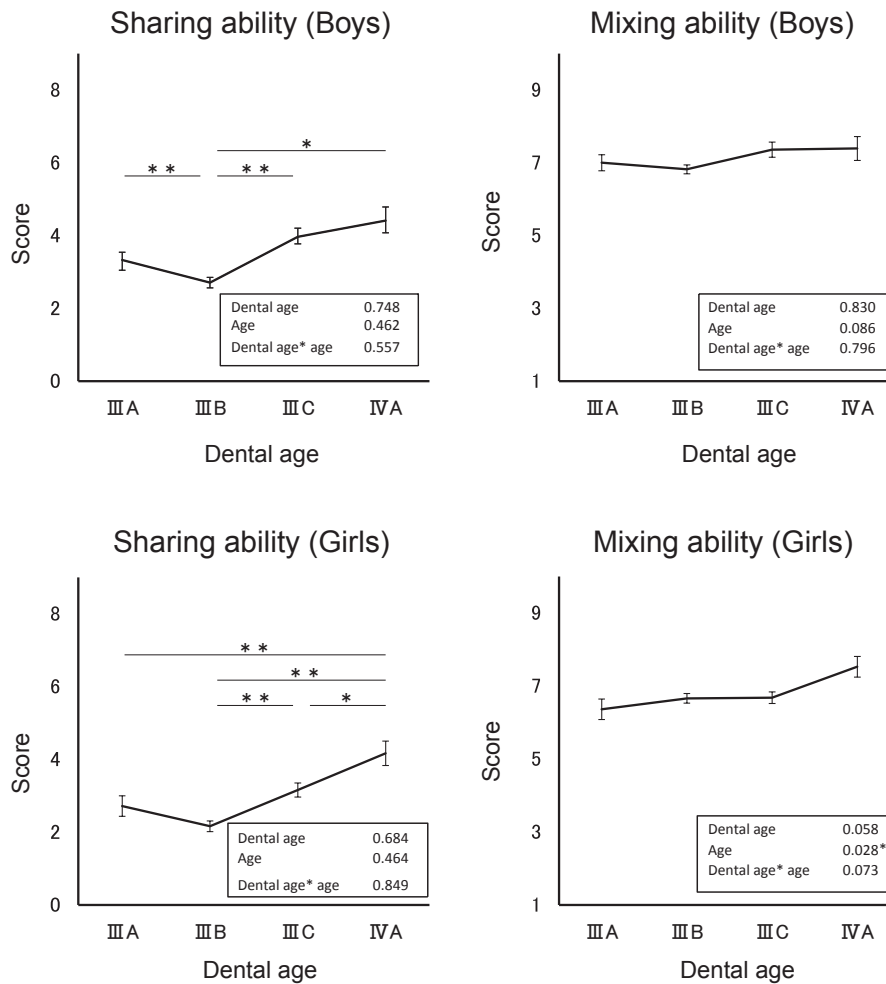 Sharing ability (Boys)
8
6
4
2
0
Score
* *
* *
*
Dental age 0.748
Age 0.462
Dental age* age 0.557
ⅢA ⅢB ⅢC ⅣA
Dental age
Mixing ability (Boys)
9
7
5
3
1
Score
Dental age 0.830
Age 0.086
Dental age* age 0.796
ⅢA ⅢB ⅢC ⅣA
Dental age
Sharing ability (Girls)
8
6
4
2
0
Score
* *
* *
* *
*
Dental age 0.684
Age 0.464
Dental age* age 0.849
ⅢA ⅢB ⅢC ⅣA
Dental age
Mixing ability (Girls)
9
7
5
3
1
Score
Dental age 0.058
Age 0.028*
Dental age* age 0.073
ⅢA ⅢB ⅢC ⅣA
Dental age